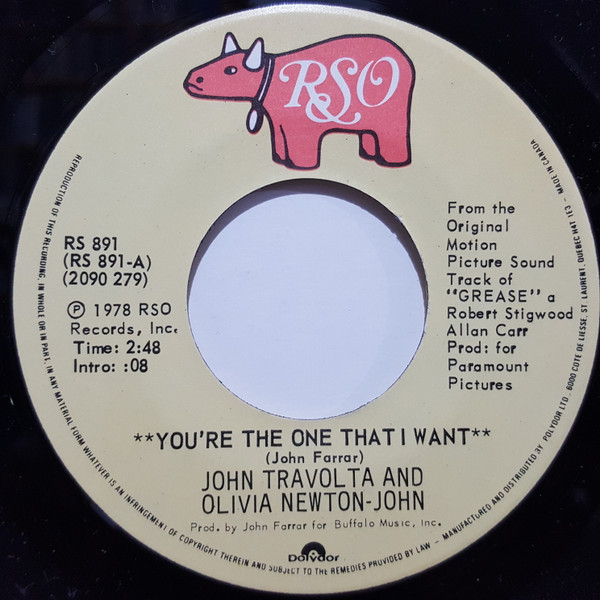 RSO
RS 891
(RS 891-A)
(2090 279)
℗ 1978 RSO
Records, Inc.
Time: 2:48
Intro: :08
From the
Original
Motion
Picture Sound
Track of
"GREASE" a
Robert Stigwood
Allan Carr
Prod: for
Paramount
Pictures
**YOU'RE THE ONE THAT I WANT**
(John Farrar)
JOHN TRAVOLTA AND
OLIVIA NEWTON-JOHN
Prod. by John Farrar for Buffalo Music, Inc.
Polydor
REPRODUCTION OF THIS RECORDING, IN WHOLE OR IN PART, IN ANY MATERIAL FORM WHATEVER IS AN INFRINGEMENT OF COPYRIGHT THEREIN AND SUBJECT TO THE REMEDIES PROVIDED BY LAW – MANUFACTURED AND DISTRIBUTED BY POLYDOR LTD., 6000 COTE DE LIESSE, ST. LAURENT, QUEBEC H4T 1E3 – MADE IN CANADA